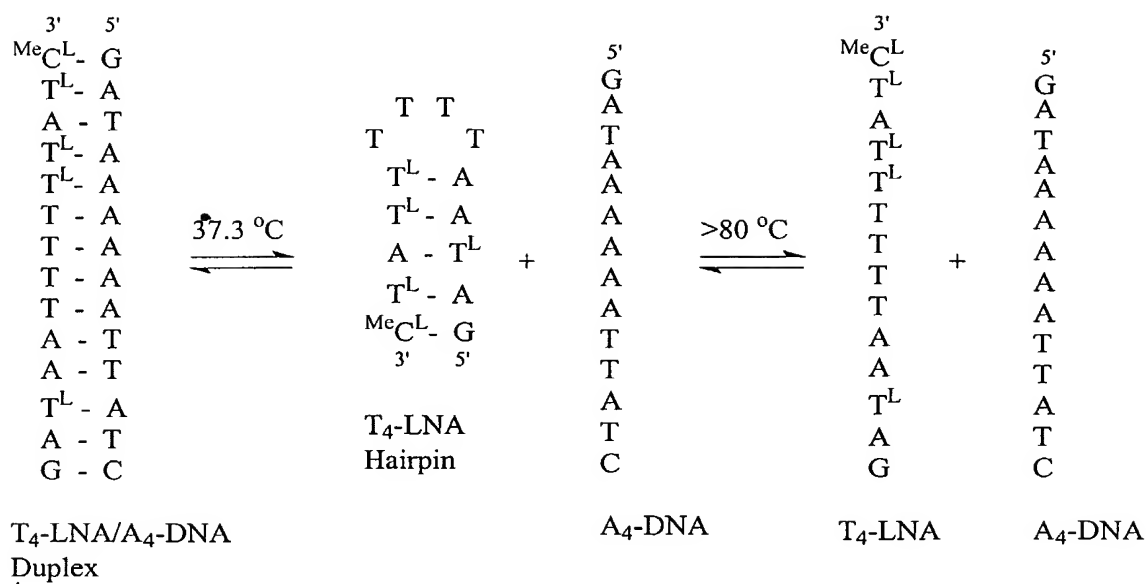 3' 5'
MeCL- G
TL- A
A - T
TL- A
TL- A
T - A
T - A
T - A
T - A
A - T
A - T
TL - A
A - T
G - C
T4-LNA/A4-DNA
Duplex
37.3 °C
T T
T T
TL - A
TL - A
A - TL
TL - A
MeCL- G
3' 5'
T4-LNA
Hairpin
+
5'
G
A
T
A
A
A
A
A
A
T
T
A
T
C
A4-DNA
>80 °C
3'
MeCL
TL
A
TL
TL
T
T
T
T
A
A
TL
A
G
T4-LNA
+
5'
G
A
T
A
A
A
A
A
A
T
T
A
T
C
A4-DNA